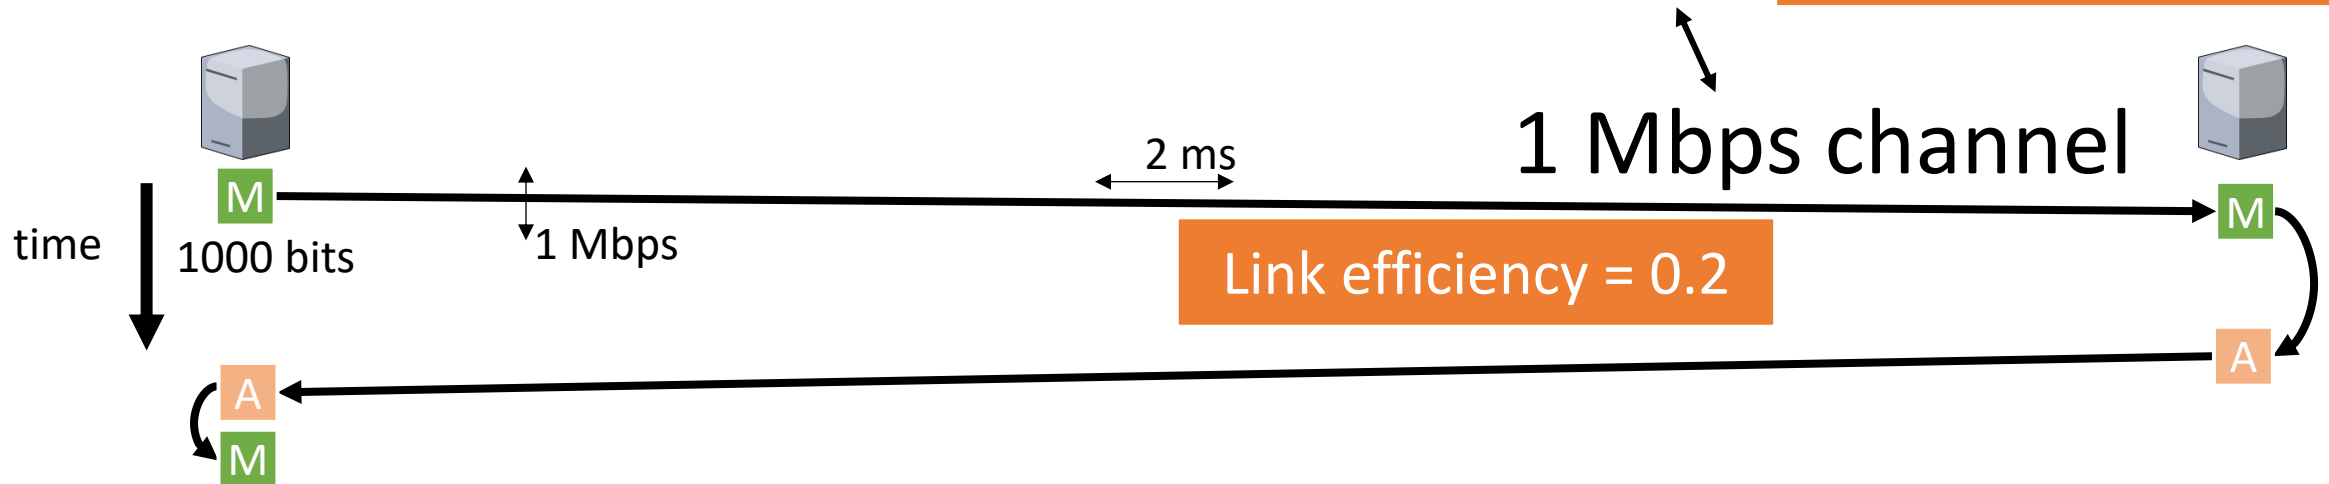 1 Mbps channel
2 ms
M
M
time
1000 bits
1 Mbps
Link efficiency = 0.2
A
A
M